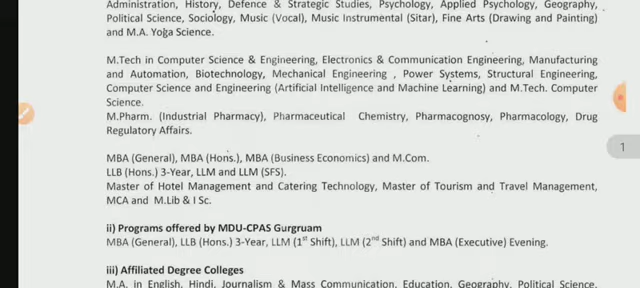 Administration, History, Defence & Strategic Studies, Psychology, Applied Psychology, Geography,
Political Science, Sociology, Music (Vocal), Music Instrumental (Sitar), Fine Arts (Drawing and Painting)
and M.A. Yoga Science.
M.Tech in Computer Science & Engineering, Electronics & Communication Engineering, Manufacturing
and Automation, Biotechnology, Mechanical Engineering , Power Systems, Structural Engineering,
Computer Science and Engineering (Artificial Intelligence and Machine Learning) and M.Tech. Computer
Science.
M.Pharm. (Industrial Pharmacy), Pharmaceutical Chemistry, Pharmacognosy, Pharmacology, Drug
Regulatory Affairs.
1
MBA (General), MBA (Hons.), MBA (Business Economics) and M.Com.
LLB (Hons.) 3-Year, LLM and LLM (SFS).
Master of Hotel Management and Catering Technology, Master of Tourism and Travel Management,
MCA and M.Lib & I Sc.
ii) Programs offered by MDU-CPAS Gurgruam
MBA (General), LLB (Hons.) 3-Year, LLM (1st Shift), LLM (2nd Shift) and MBA (Executive) Evening.
iii) Affiliated Degree Colleges
M.A. in English, Hindi, Journalism & Mass Communication, Education, Geography, Political Science,